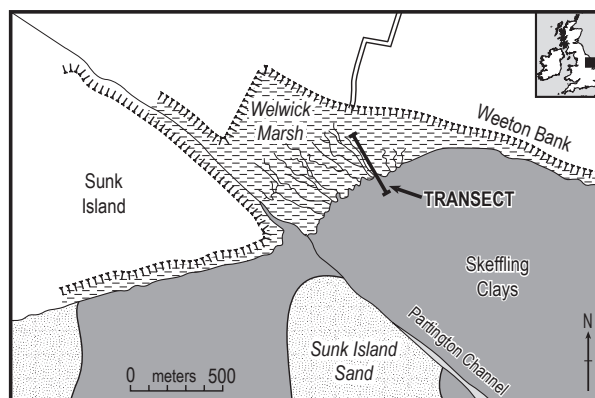 Welwick
Marsh
Weeton Bank
Sunk
Island
TRANSECT
Skeffling
Clays
N
Partington Channel
Sunk Island
Sand
0 meters 500